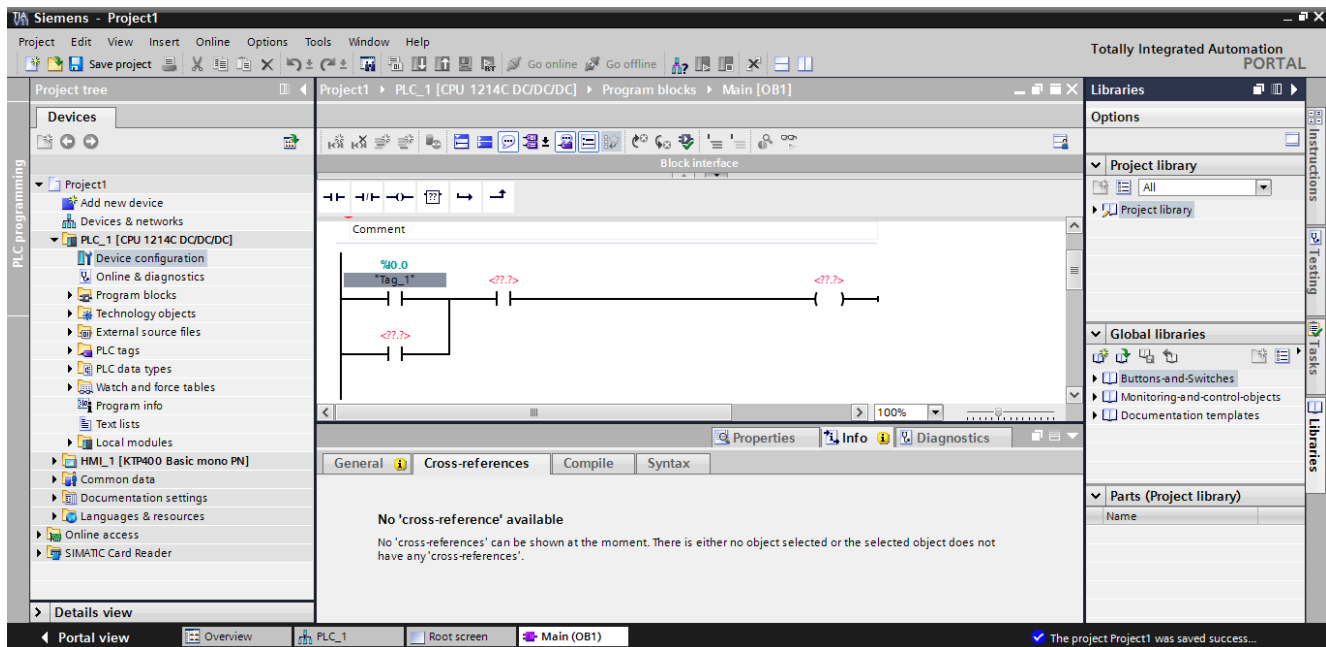 Siemens - Project1
Project Edit View Insert Online Options Tools Window Help
Save project
Go online
Go offline
Totally Integrated Automation
PORTAL
Project tree
Devices
PLC programming
Project1
Add new device
Devices & networks
PLC_1 [CPU 1214C DC/DC/DC]
Device configuration
Online & diagnostics
Program blocks
Technology objects
External source files
PLC tags
PLC data types
Watch and force tables
Program info
Text lists
Local modules
HMI_1 [KTP400 Basic mono PN]
Common data
Documentation settings
Languages & resources
Online access
SIMATIC Card Reader
Details view
Project1 PLC_1 [CPU 1214C DC/DC/DC] Program blocks Main [OB1]
Block interface
??
Comment
%I0.0
"Tag_1"
<??.?>
<??.?>
<??.?>
100%
Properties
Info
Diagnostics
General
Cross-references
Compile
Syntax
No 'cross-reference' available
No 'cross-references' can be shown at the moment. There is either no object selected or the selected object does not
have any 'cross-references'.
Libraries
Options
Project library
All
Project library
Global libraries
Buttons-and-Switches
Monitoring-and-control-objects
Documentation templates
Parts (Project library)
Name
Instructions
Testing
Tasks
Libraries
Portal view
Overview
PLC_1
Root screen
Main (OB1)
The project Project1 was saved success...